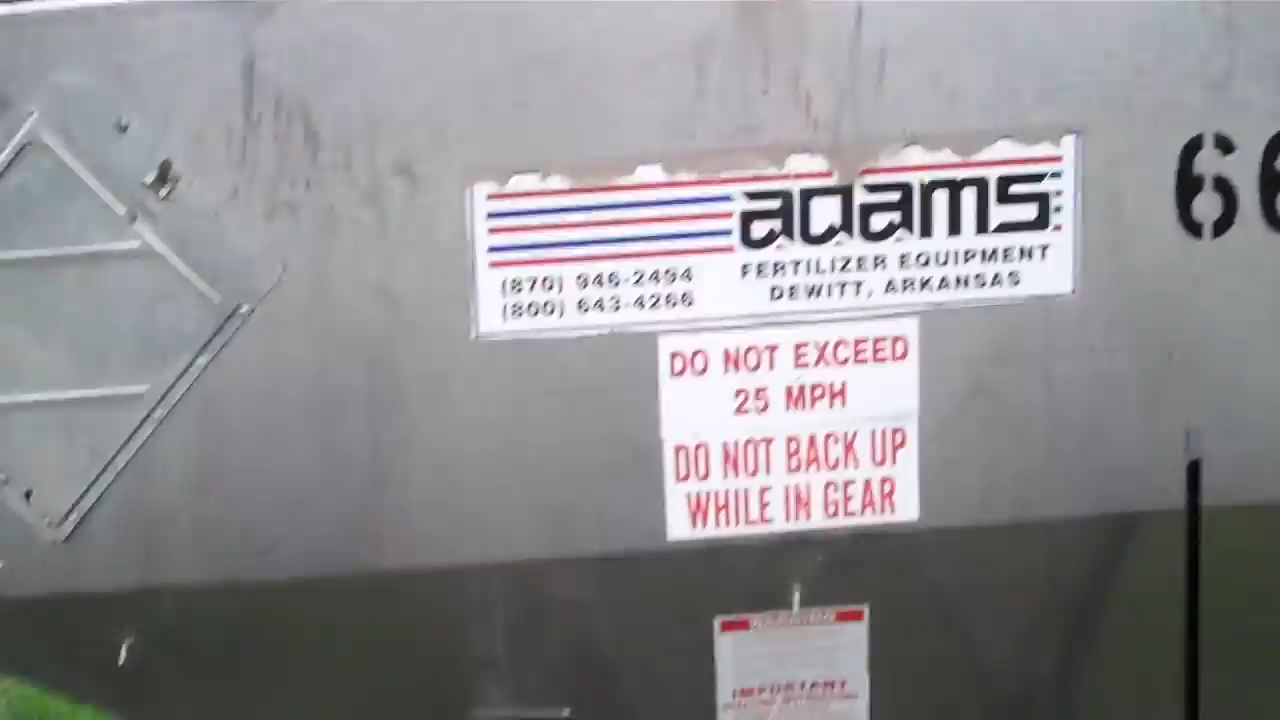 adams
FERTILIZER EQUIPMENT
DEWITT, ARKANSAS
(870) 946-2494
(800) 643-4266
DO NOT EXCEED
25 MPH
DO NOT BACK UP
WHILE IN GEAR
66
IMPORTANT